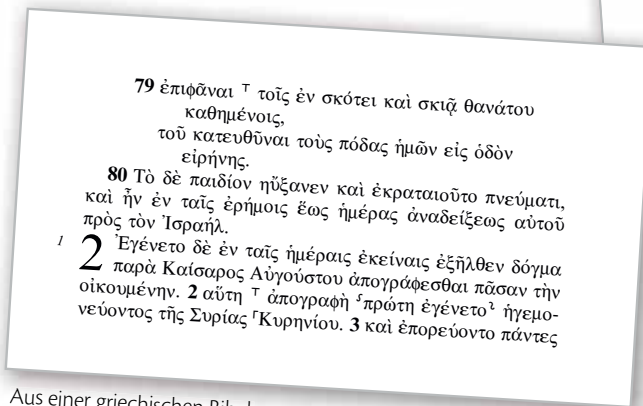 79 ἐπιφᾶναι ⸆ τοῖς ἐν σκότει καὶ σκιᾷ θανάτου
καθημένοις,
τοῦ κατευθῦναι τοὺς πόδας ἡμῶν εἰς ὁδὸν
εἰρήνης.
80 Τὸ δὲ παιδίον ηὔξανεν καὶ ἐκραταιοῦτο πνεύματι,
καὶ ἦν ἐν ταῖς ἐρήμοις ἕως ἡμέρας ἀναδείξεως αὐτοῦ
πρὸς τὸν Ἰσραήλ.
1 2 Ἐγένετο δὲ ἐν ταῖς ἡμέραις ἐκείναις ἐξῆλθεν δόγμα
παρὰ Καίσαρος Αὐγούστου ἀπογράφεσθαι πᾶσαν τὴν
οἰκουμένην. 2 αὕτη ⸆ ἀπογραφὴ ⸉πρώτη ἐγένετο⸊ ἡγεμο-
νεύοντος τῆς Συρίας ⸀Κυρηνίου. 3 καὶ ἐπορεύοντο πάντες
Aus einer griechischen